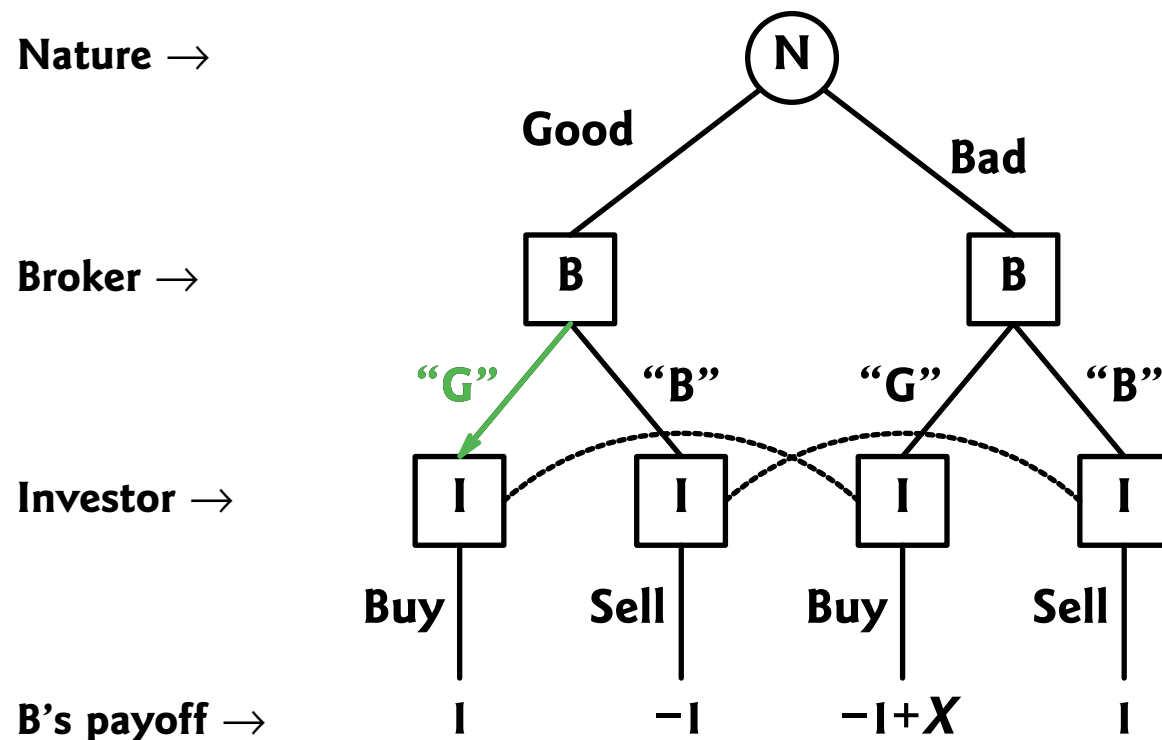 Nature → N
Good Bad
Broker → B B
“G” “B” “G” “B”
Investor → I I I I
Buy Sell Buy Sell
B’s payoff → 1 −1 −1+X 1